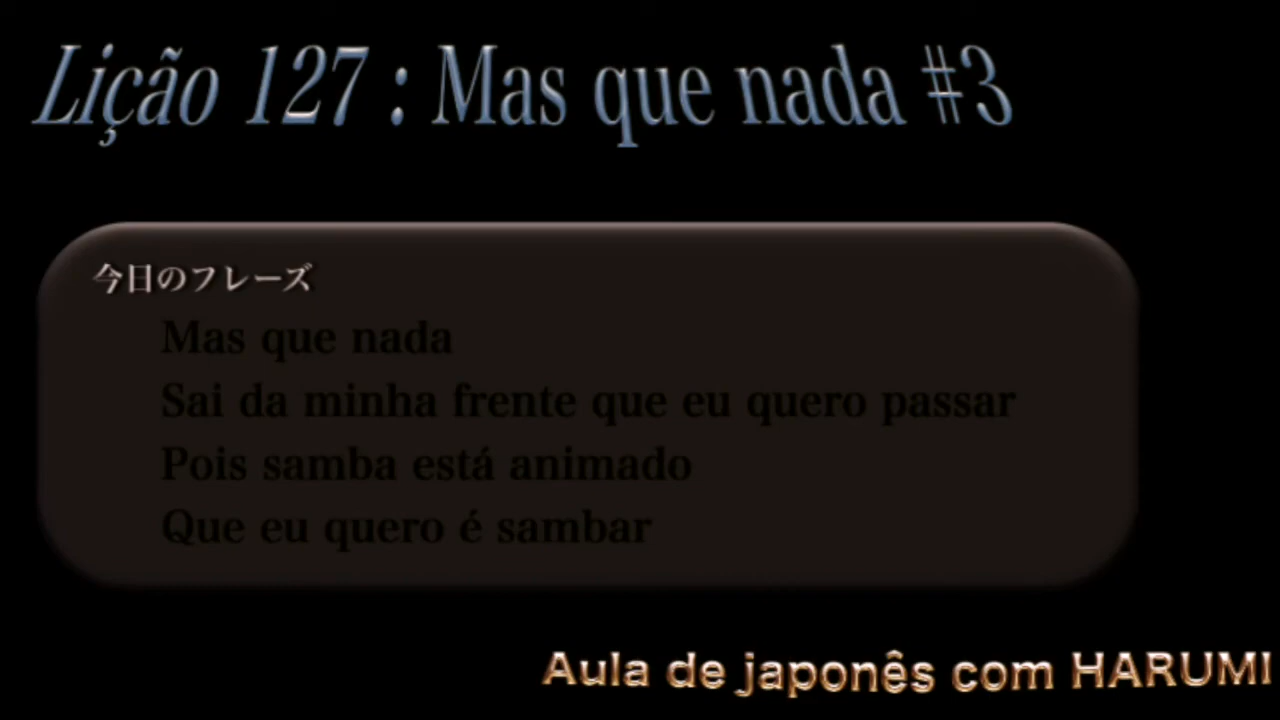 Lição 127 : Mas que nada #3
今日のフレーズ
Mas que nada
Sai da minha frente que eu quero passar
Pois samba está animado
Que eu quero é sambar
Aula de japonês com HARUMI